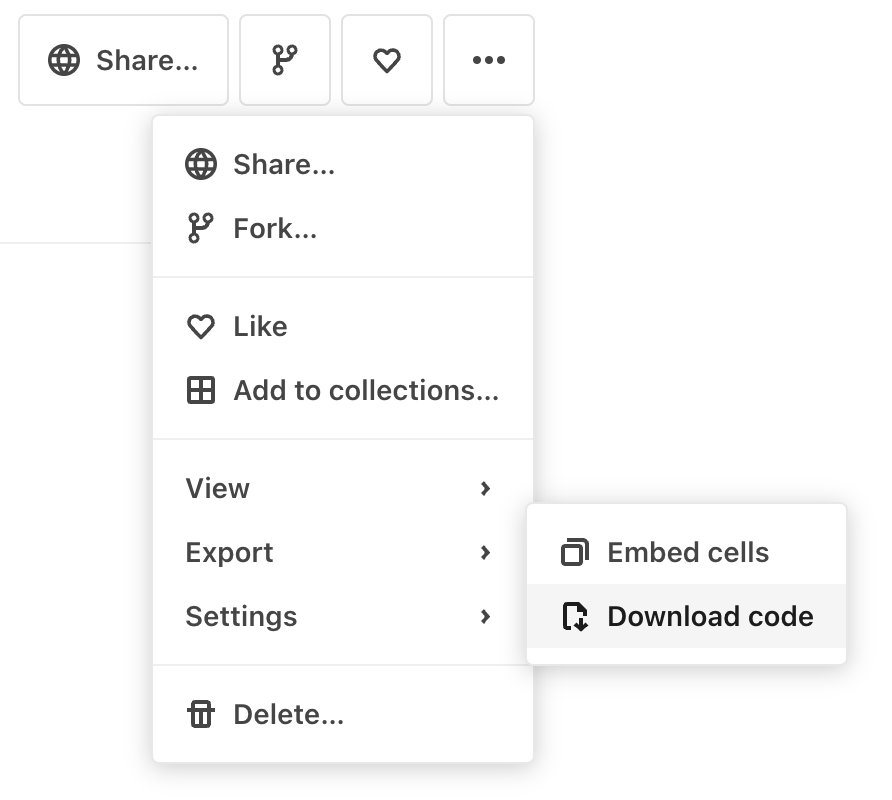 Share...
Share...
Fork...
Like
Add to collections...
View
Export
Settings
Delete...
Embed cells
Download code